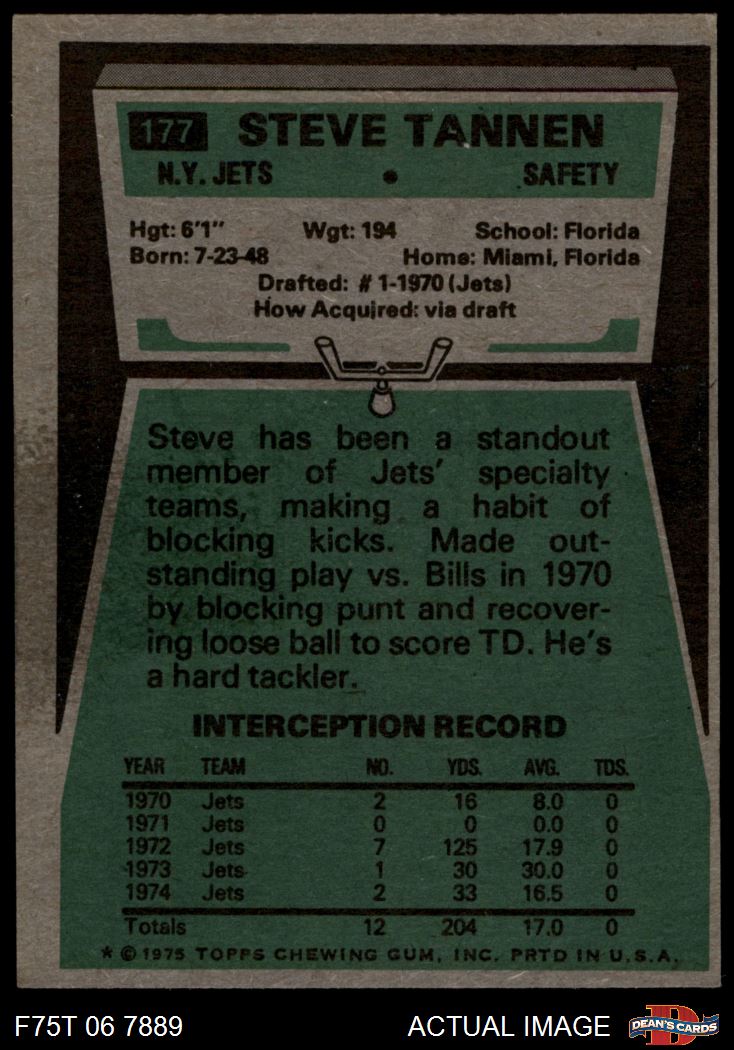 177 STEVE TANNEN
N.Y. JETS • SAFETY
Hgt: 6'1" Wgt: 194 School: Florida
Born: 7-23-48 Home: Miami, Florida
Drafted: # 1-1970 (Jets)
How Acquired: via draft
Steve has been a standout
member of Jets' specialty
teams, making a habit of
blocking kicks. Made out-
standing play vs. Bills in 1970
by blocking punt and recover-
ing loose ball to score TD. He's
a hard tackler.
INTERCEPTION RECORD
YEAR TEAM NO. YDS. AVG. TDS.
1970 Jets 2 16 8.0 0
1971 Jets 0 0 0.0 0
1972 Jets 7 125 17.9 0
1973 Jets 1 30 30.0 0
1974 Jets 2 33 16.5 0
Totals 12 204 17.0 0
* © 1975 TOPPS CHEWING GUM, INC. PRTD IN U.S.A.
F75T 06 7889 ACTUAL IMAGE D DEAN'S CARDS